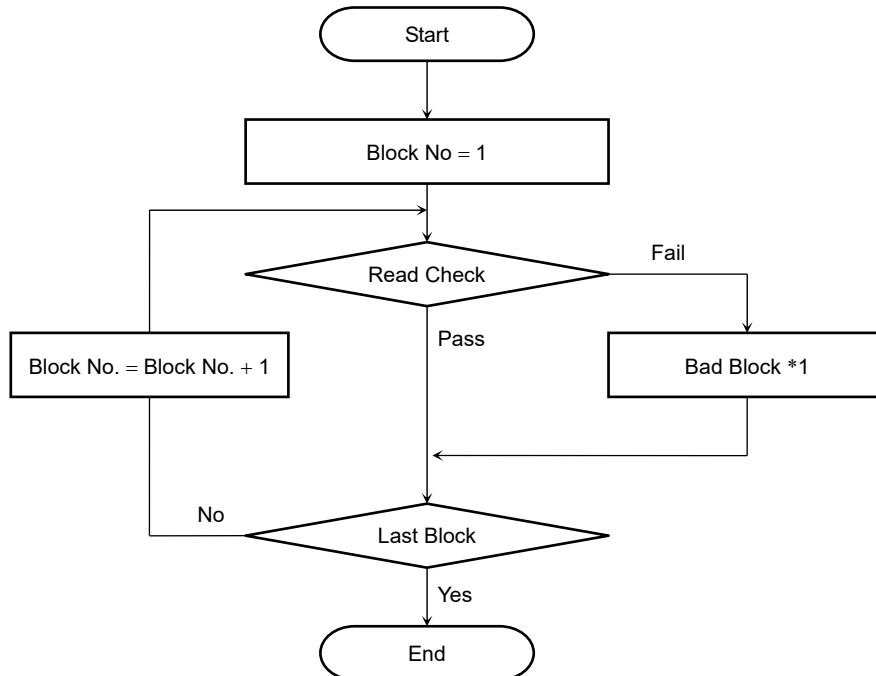 Start
Block No = 1
Read Check
Fail
Pass
Block No. = Block No. + 1
Bad Block *1
No
Last Block
Yes
End